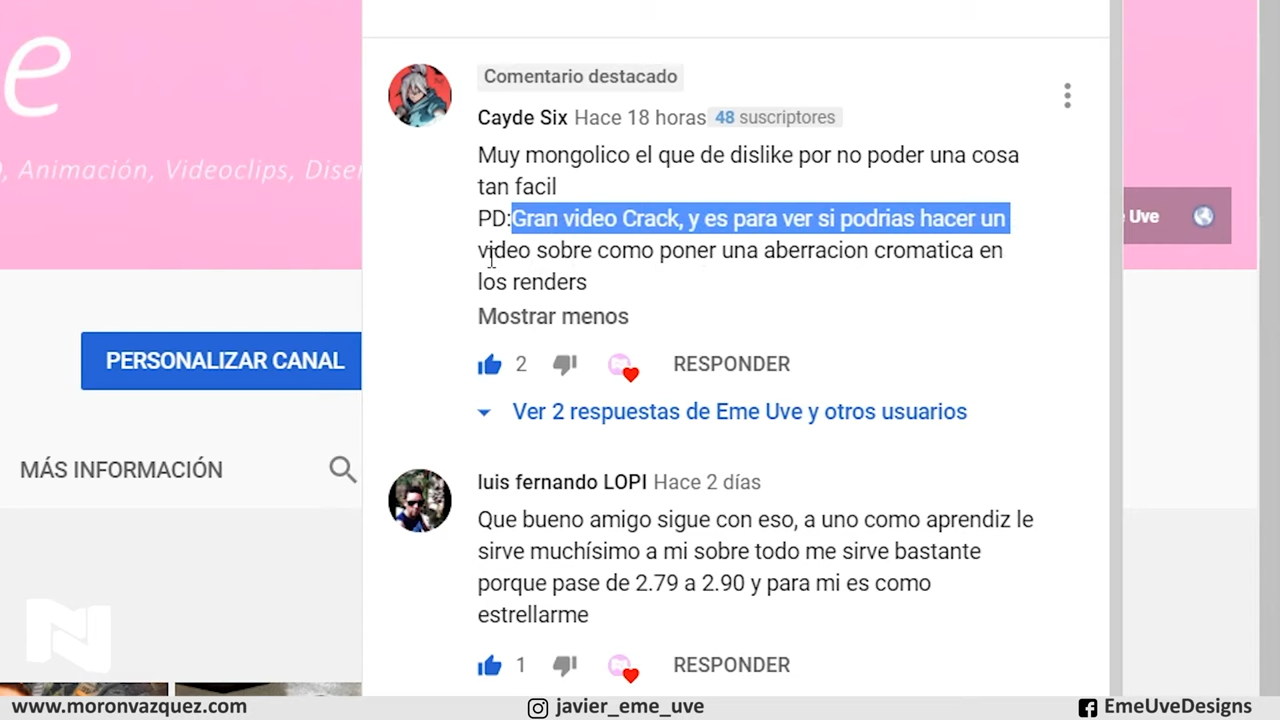 e
, Animación, Videoclips, Diser
Comentario destacado
Cayde Six Hace 18 horas 48 suscriptores
Muy mongolico el que de dislike por no poder una cosa
tan facil
PD:Gran video Crack, y es para ver si podrias hacer un
video sobre como poner una aberracion cromatica en
los renders
Mostrar menos
2 RESPONDER
Ver 2 respuestas de Eme Uve y otros usuarios
Uve
PERSONALIZAR CANAL
MÁS INFORMACIÓN
luis fernando LOPI Hace 2 días
Que bueno amigo sigue con eso, a uno como aprendiz le
sirve muchísimo a mi sobre todo me sirve bastante
porque pase de 2.79 a 2.90 y para mi es como
estrellarme
1 RESPONDER
www.moronvazquez.com
javier_eme_uve
EmeUveDesigns